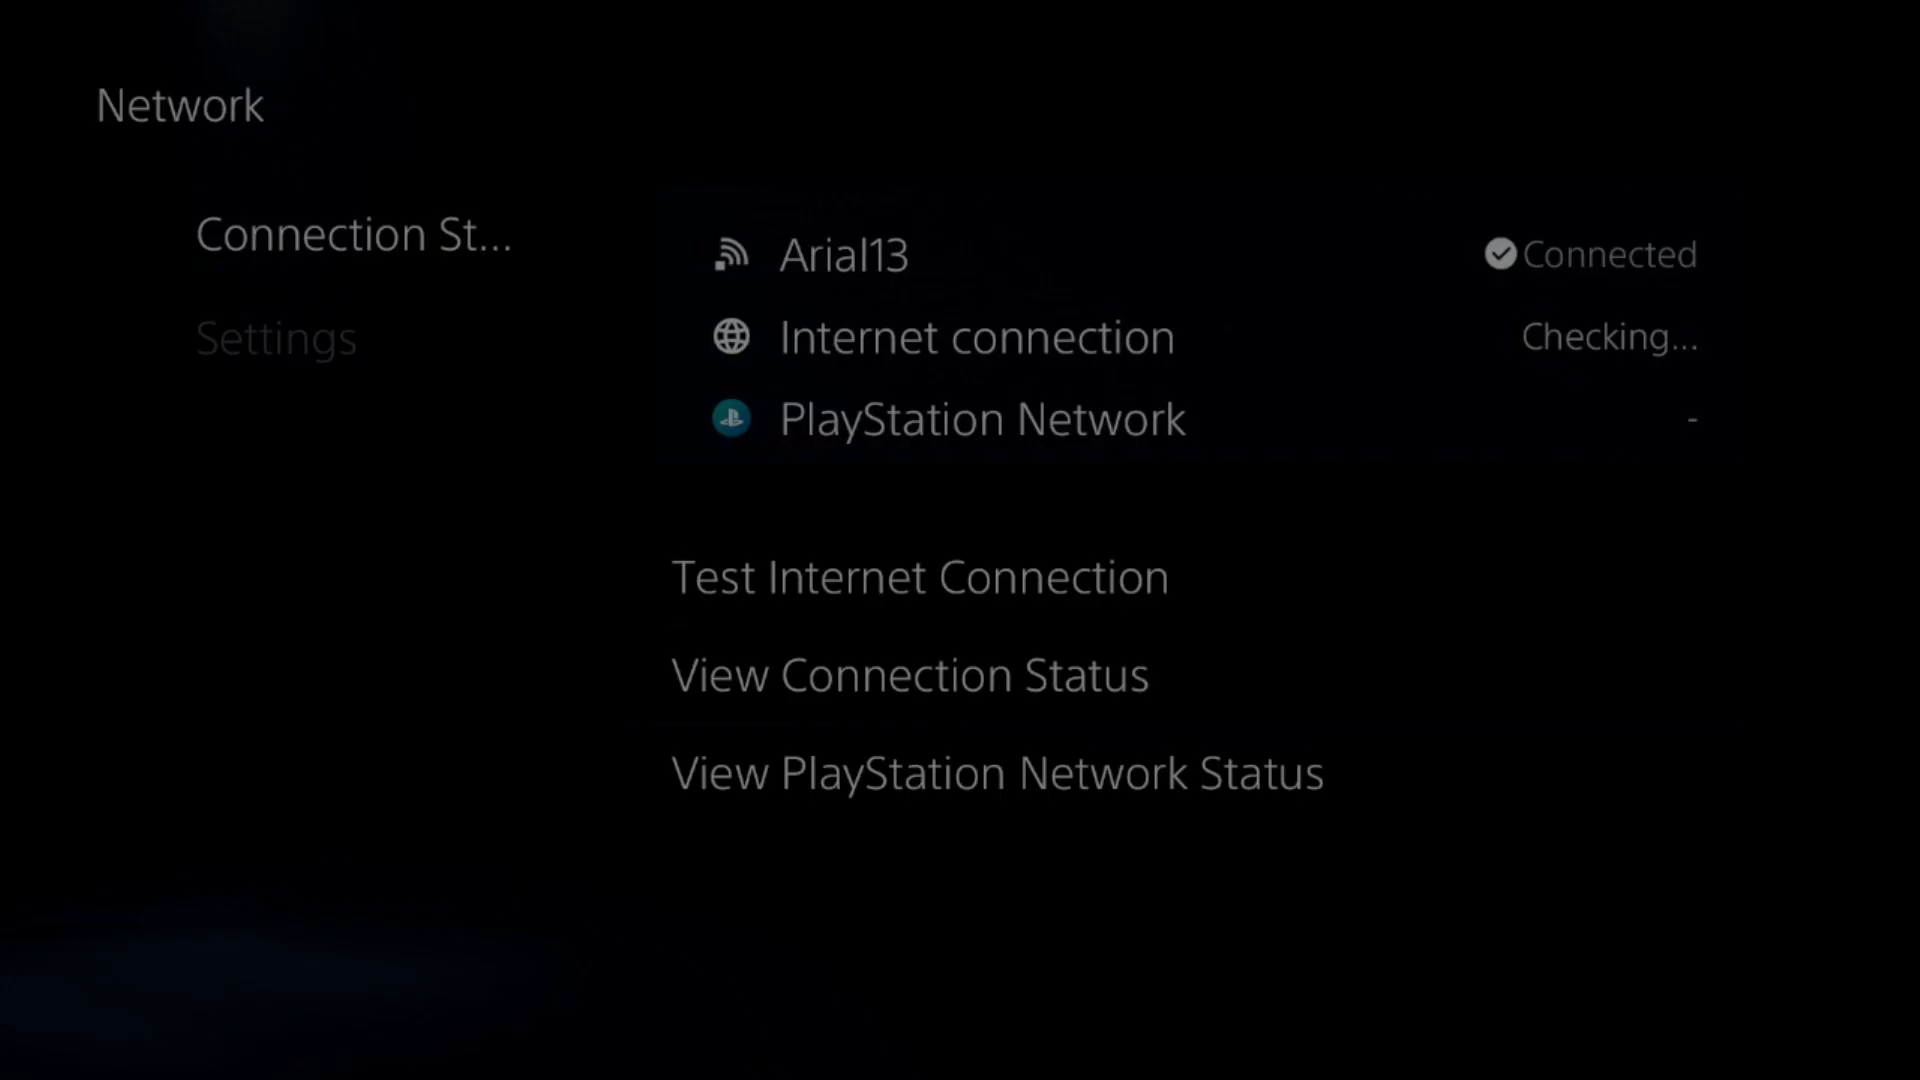 Network
Connection St...
Settings
Arial13
Connected
Internet connection
Checking...
PlayStation Network
-
Test Internet Connection
View Connection Status
View PlayStation Network Status